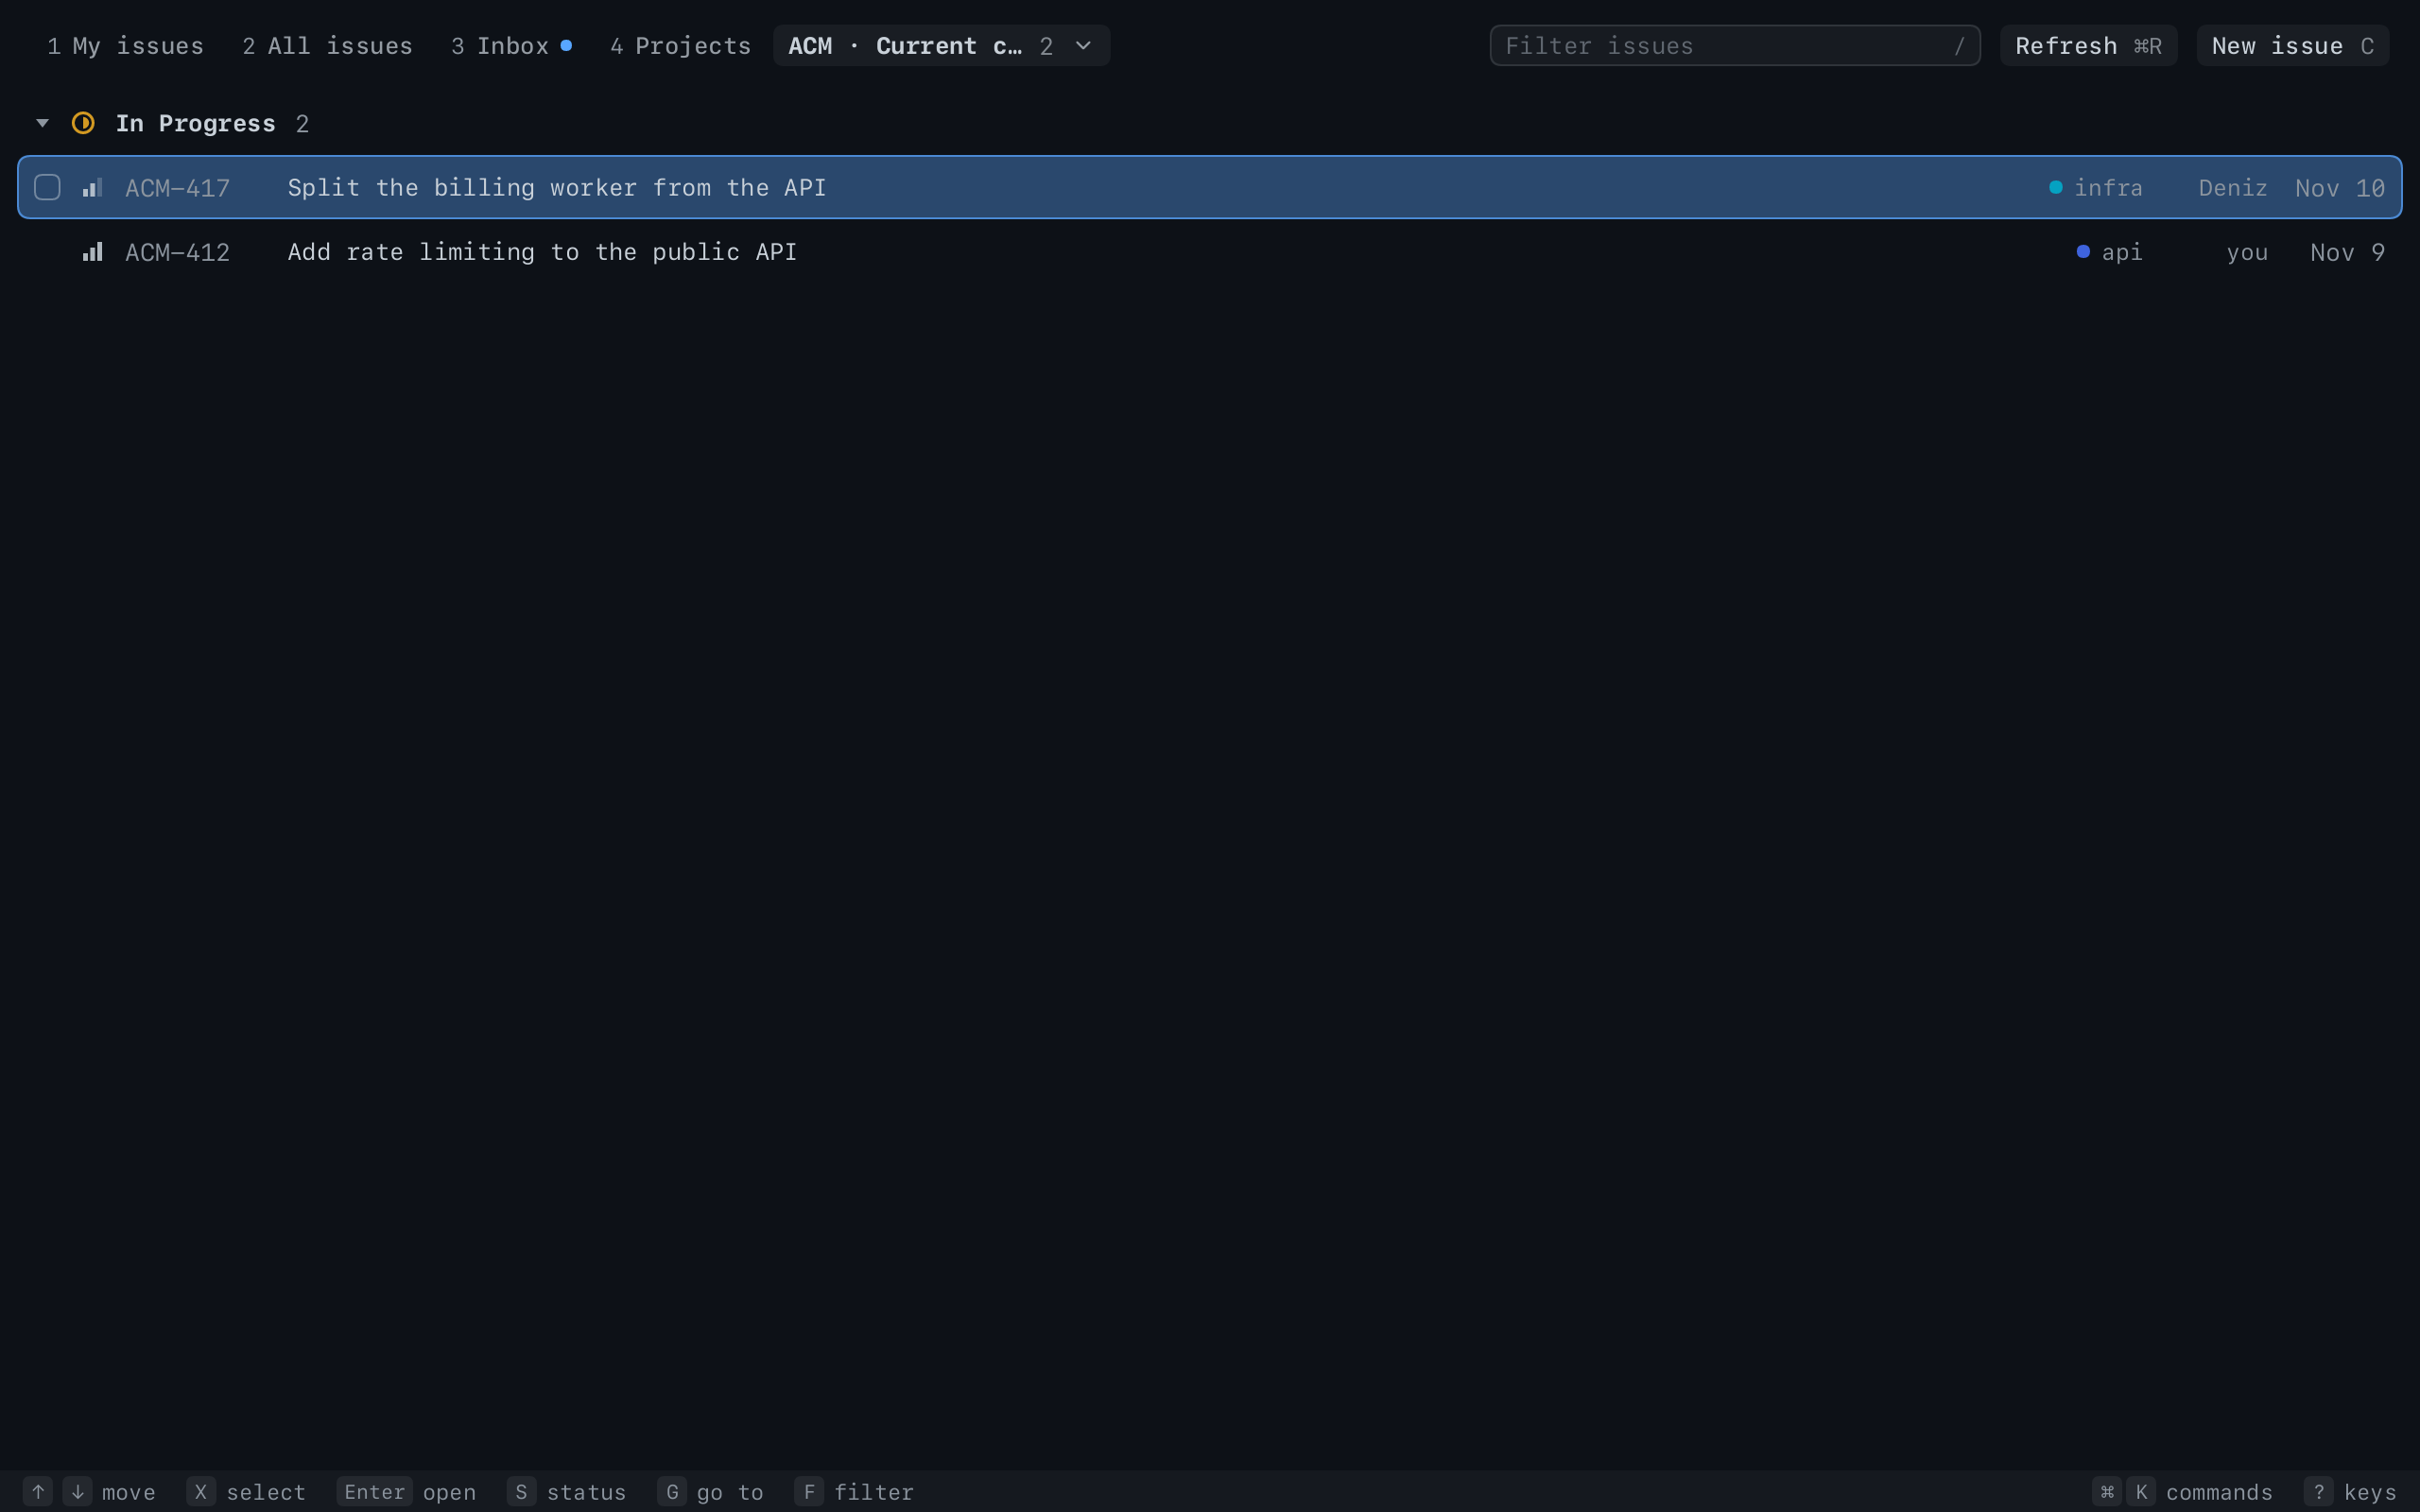 1 My issues 2 All issues 3 Inbox 4 Projects ACM · Current c… 2 Filter issues / Refresh ⌘R New issue C
In Progress 2
ACM-417 Split the billing worker from the API infra Deniz Nov 10
ACM-412 Add rate limiting to the public API api you Nov 9
↑ ↓ move X select Enter open S status G go to F filter ⌘ K commands ? keys